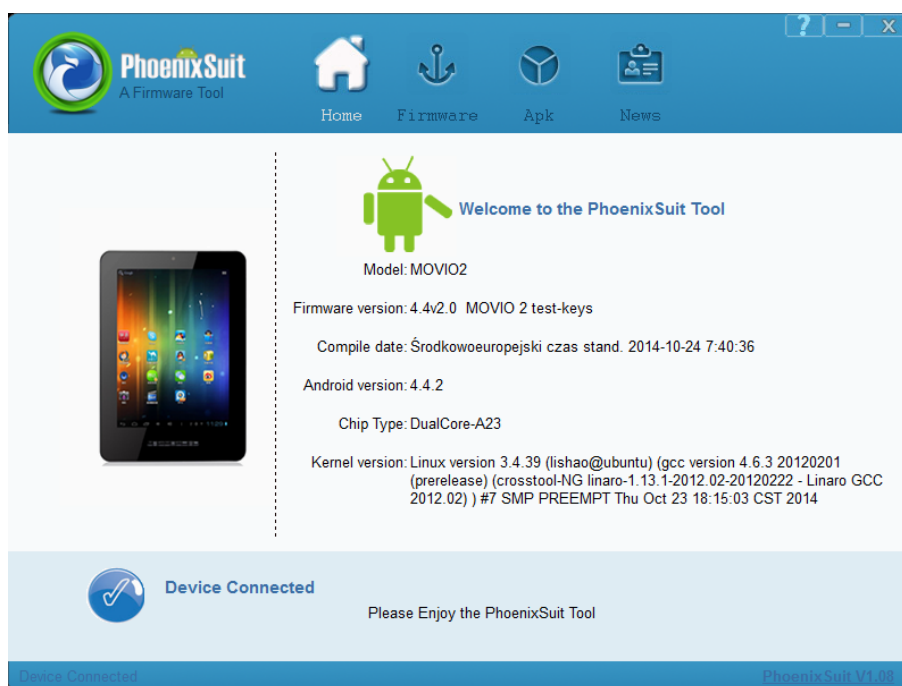 ? - x
PhoenixSuit
A Firmware Tool
Home Firmware Apk News
Welcome to the PhoenixSuit Tool
Model: MOVIO2
Firmware version: 4.4v2.0 MOVIO 2 test-keys
Compile date: Środkowoeuropejski czas stand. 2014-10-24 7:40:36
Android version: 4.4.2
Chip Type: DualCore-A23
Kernel version: Linux version 3.4.39 (lishao@ubuntu) (gcc version 4.6.3 20120201
(prerelease) (crosstool-NG linaro-1.13.1-2012.02-20120222 - Linaro GCC
2012.02) ) #7 SMP PREEMPT Thu Oct 23 18:15:03 CST 2014
Device Connected
Please Enjoy the PhoenixSuit Tool
Device Connected PhoenixSuit V1.08